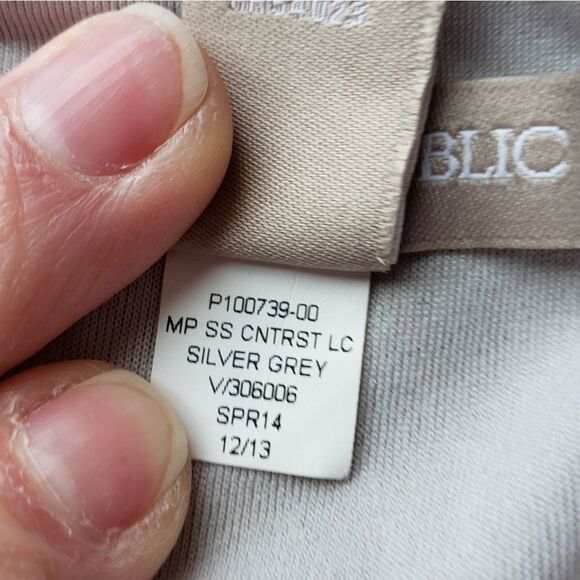 BLIC
P100739-00
MP SS CNTRST LC
SILVER GREY
V/306006
SPR14
12/13